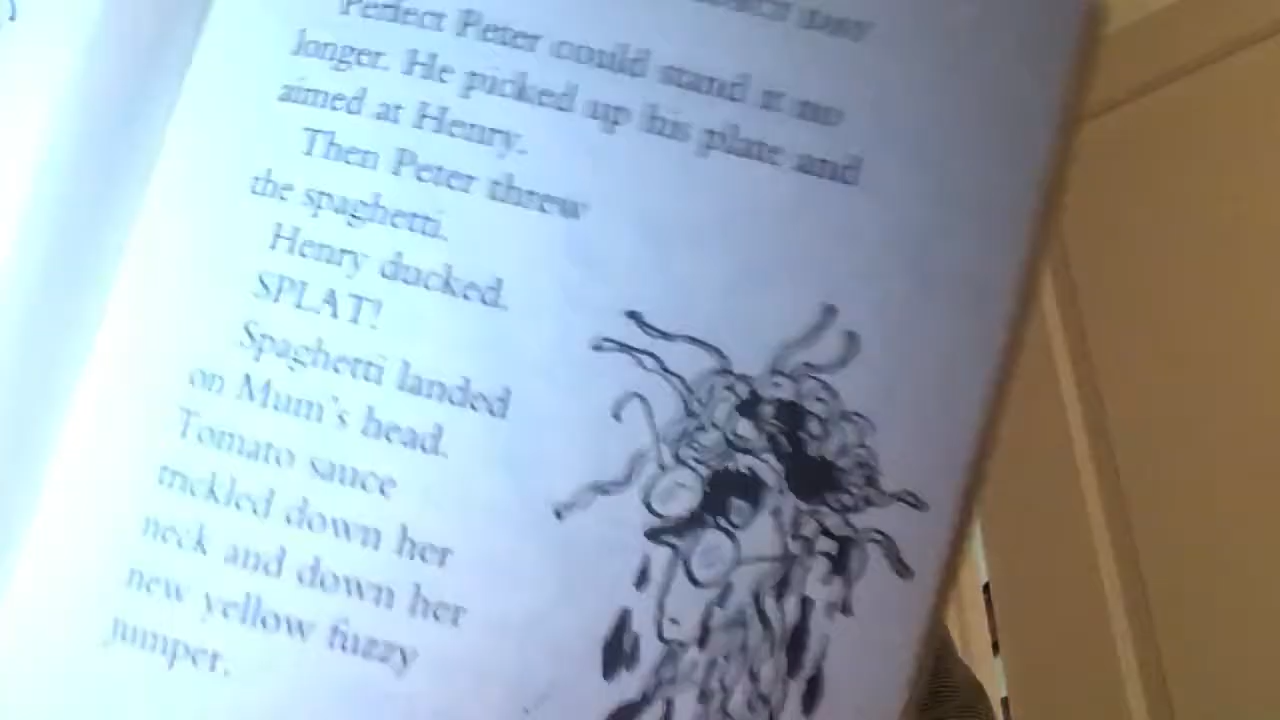 Perfect Peter could stand it no
longer. He picked up his plate and
aimed at Henry.
Then Peter threw
the spaghetti.
Henry ducked.
SPLAT!
Spaghetti landed
on Mum's head.
Tomato sauce
trickled down her
neck and down her
new yellow fuzzy
jumper.